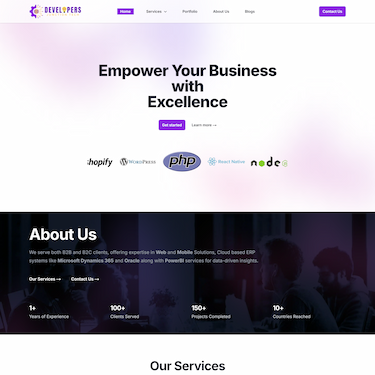 DEVELOPERS
Home
Services
Portfolio
About Us
Blogs
Contact Us
Empower Your Business
with
Excellence
Get started
Learn more →
hopify
WordPress
php
React Native
node
About Us
We serve both B2B and B2C clients, offering expertise in Web and Mobile Solutions, Cloud based ERP
systems like Microsoft Dynamics 365 and Oracle along with PowerBI services for data-driven insights.
Our Services ⟶
Contact Us ⟶
1+
100+
150+
10+
Years of Experience
Clients Served
Projects Completed
Countries Reached
Our Services